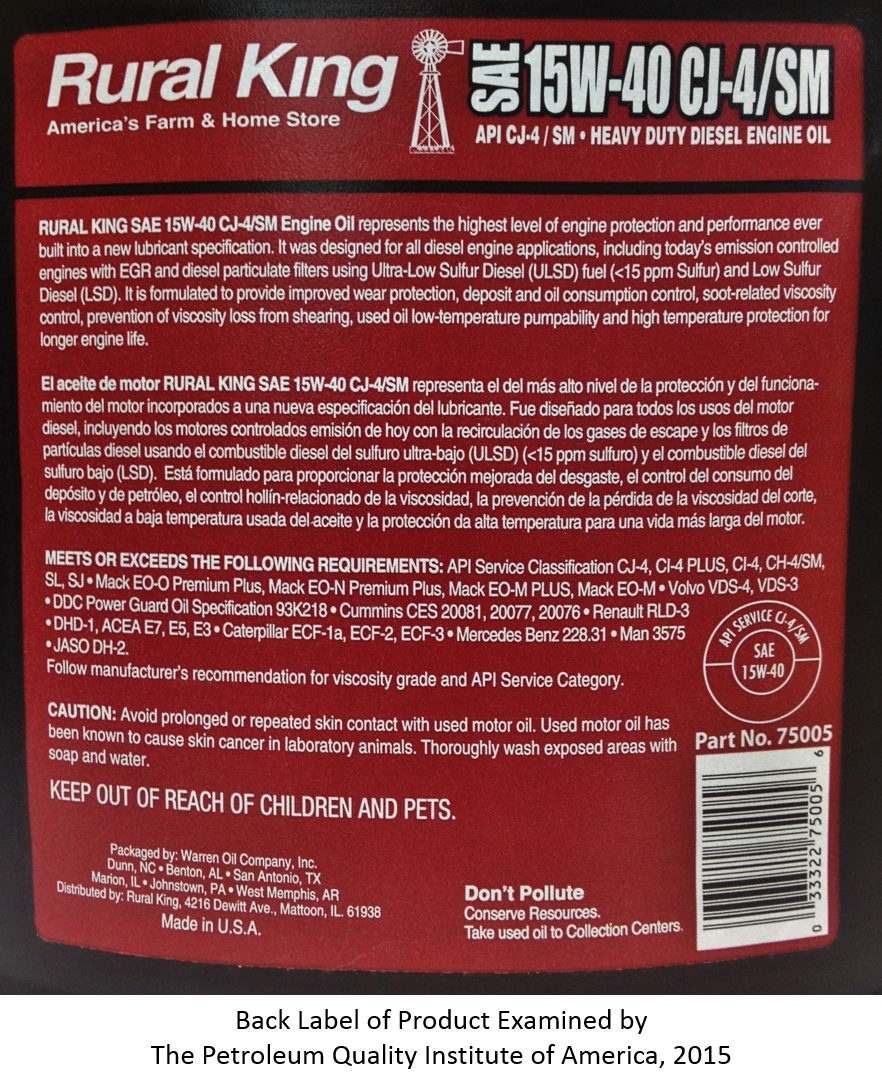 Rural King
America's Farm & Home Store
SAE 15W-40 CJ-4/SM
API CJ-4 / SM • HEAVY DUTY DIESEL ENGINE OIL
RURAL KING SAE 15W-40 CJ-4/SM Engine Oil represents the highest level of engine protection and performance ever
built into a new lubricant specification. It was designed for all diesel engine applications, including today's emission controlled
engines with EGR and diesel particulate filters using Ultra-Low Sulfur Diesel (ULSD) fuel (<15 ppm Sulfur) and Low Sulfur
Diesel (LSD). It is formulated to provide improved wear protection, deposit and oil consumption control, soot-related viscosity
control, prevention of viscosity loss from shearing, used oil low-temperature pumpability and high temperature protection for
longer engine life.
El aceite de motor RURAL KING SAE 15W-40 CJ-4/SM representa el del más alto nivel de la protección y del funciona-
miento del motor incorporados a una nueva especificación del lubricante. Fue diseñado para todos los usos del motor
diesel, incluyendo los motores controlados emisión de hoy con la recirculación de los gases de escape y los filtros de
partículas diesel usando el combustible diesel del sulfuro ultra-bajo (ULSD) (<15 ppm sulfuro) y el combustible diesel del
sulfuro bajo (LSD). Está formulado para proporcionar la protección mejorada del desgaste, el control del consumo del
depósito y de petróleo, el control hollín-relacionado de la viscosidad, la prevención de la pérdida de la viscosidad del corte,
la viscosidad a baja temperatura usada del aceite y la protección da alta temperatura para una vida más larga del motor.
MEETS OR EXCEEDS THE FOLLOWING REQUIREMENTS: API Service Classification CJ-4, CI-4 PLUS, CI-4, CH-4/SM,
SL, SJ • Mack EO-O Premium Plus, Mack EO-N Premium Plus, Mack EO-M PLUS, Mack EO-M • Volvo VDS-4, VDS-3
• DDC Power Guard Oil Specification 93K218 • Cummins CES 20081, 20077, 20076 • Renault RLD-3
• DHD-1, ACEA E7, E5, E3 • Caterpillar ECF-1a, ECF-2, ECF-3 • Mercedes Benz 228.31 • Man 3575
• JASO DH-2.
Follow manufacturer's recommendation for viscosity grade and API Service Category.
API SERVICE CJ-4/SM
SAE
15W-40
CAUTION: Avoid prolonged or repeated skin contact with used motor oil. Used motor oil has
been known to cause skin cancer in laboratory animals. Thoroughly wash exposed areas with
soap and water.
Part No. 75005
KEEP OUT OF REACH OF CHILDREN AND PETS.
0 33322 75005 6
Packaged by: Warren Oil Company, Inc.
Dunn, NC • Benton, AL • San Antonio, TX
Marion, IL • Johnstown, PA • West Memphis, AR
Distributed by: Rural King, 4216 Dewitt Ave., Mattoon, IL. 61938
Made in U.S.A.
Don't Pollute
Conserve Resources.
Take used oil to Collection Centers.
Back Label of Product Examined by
The Petroleum Quality Institute of America, 2015